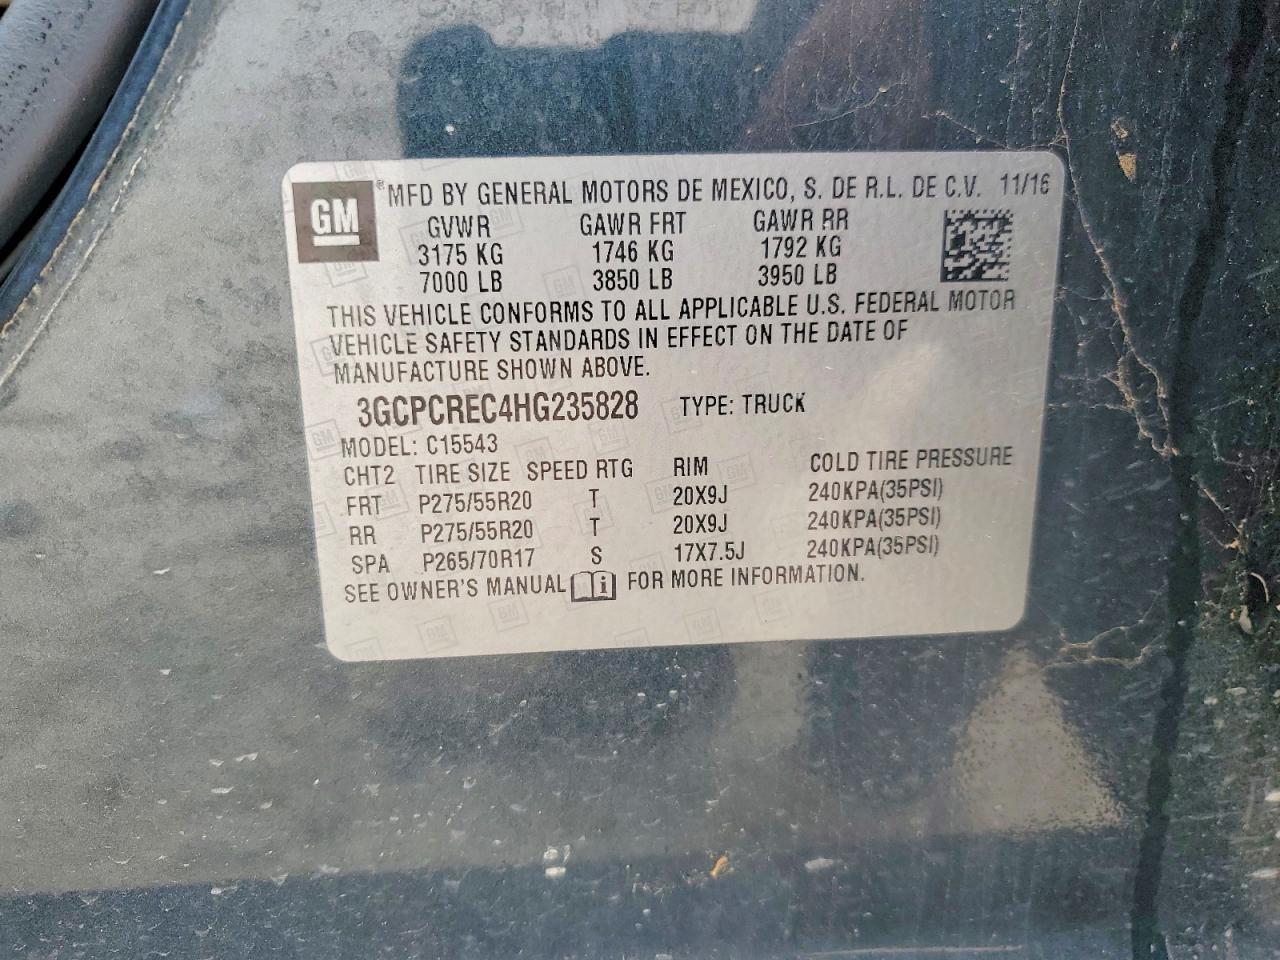 GM ® MFD BY GENERAL MOTORS DE MEXICO, S. DE R.L. DE C.V. 11/16
GVWR GAWR FRT GAWR RR
3175 KG 1746 KG 1792 KG
7000 LB 3850 LB 3950 LB
THIS VEHICLE CONFORMS TO ALL APPLICABLE U.S. FEDERAL MOTOR
VEHICLE SAFETY STANDARDS IN EFFECT ON THE DATE OF
MANUFACTURE SHOWN ABOVE.
3GCPCREC4HG235828 TYPE: TRUCK
MODEL: C15543
CHT2 TIRE SIZE SPEED RTG RIM COLD TIRE PRESSURE
FRT P275/55R20 T 20X9J 240KPA(35PSI)
RR P275/55R20 T 20X9J 240KPA(35PSI)
SPA P265/70R17 S 17X7.5J 240KPA(35PSI)
SEE OWNER'S MANUAL i FOR MORE INFORMATION.